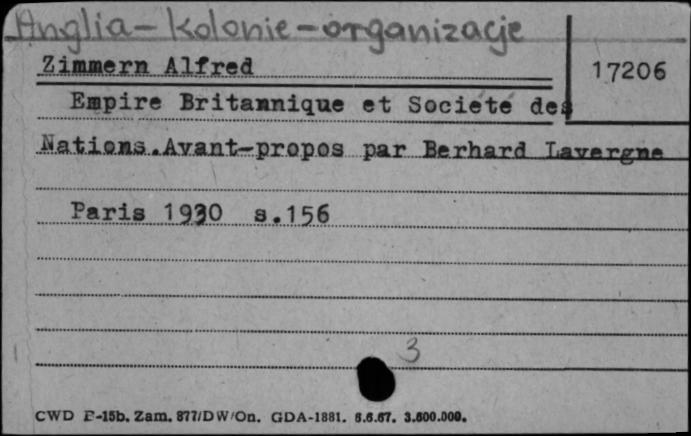 Anglia - kolonie - organizacje
Zimmern Alfred
17206
Empire Britannique et Societé des
Nations.Avant-propos par Berhard Lavergne
Paris 1930 s.156
3
CWD P-15b. Zam. 877/DW/On. GDA-1881. 6.6.67. 3.600.000.